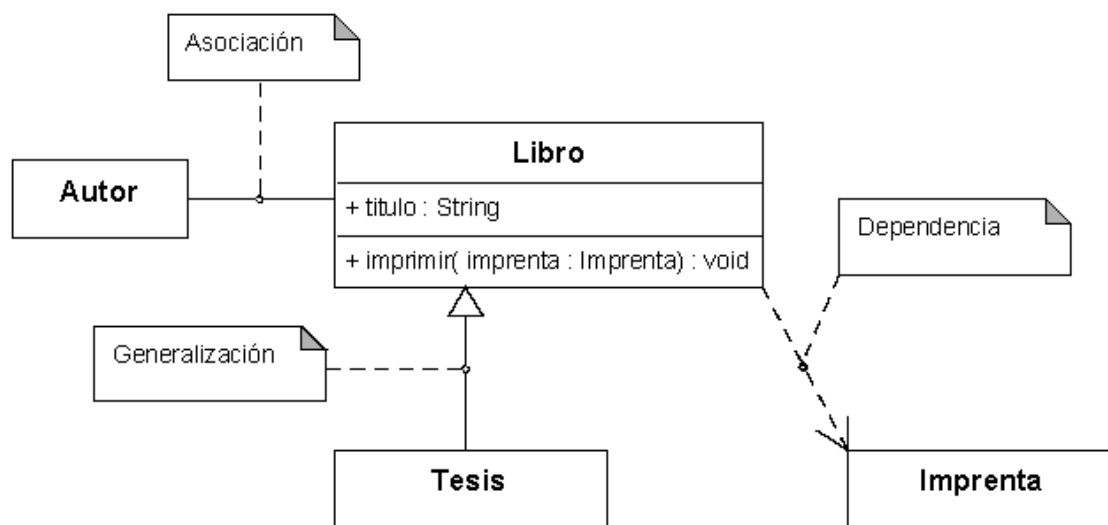 Asociación
Libro
Autor
+ titulo : String
Dependencia
+ imprimir( imprenta : Imprenta) : void
Generalización
Tesis
Imprenta